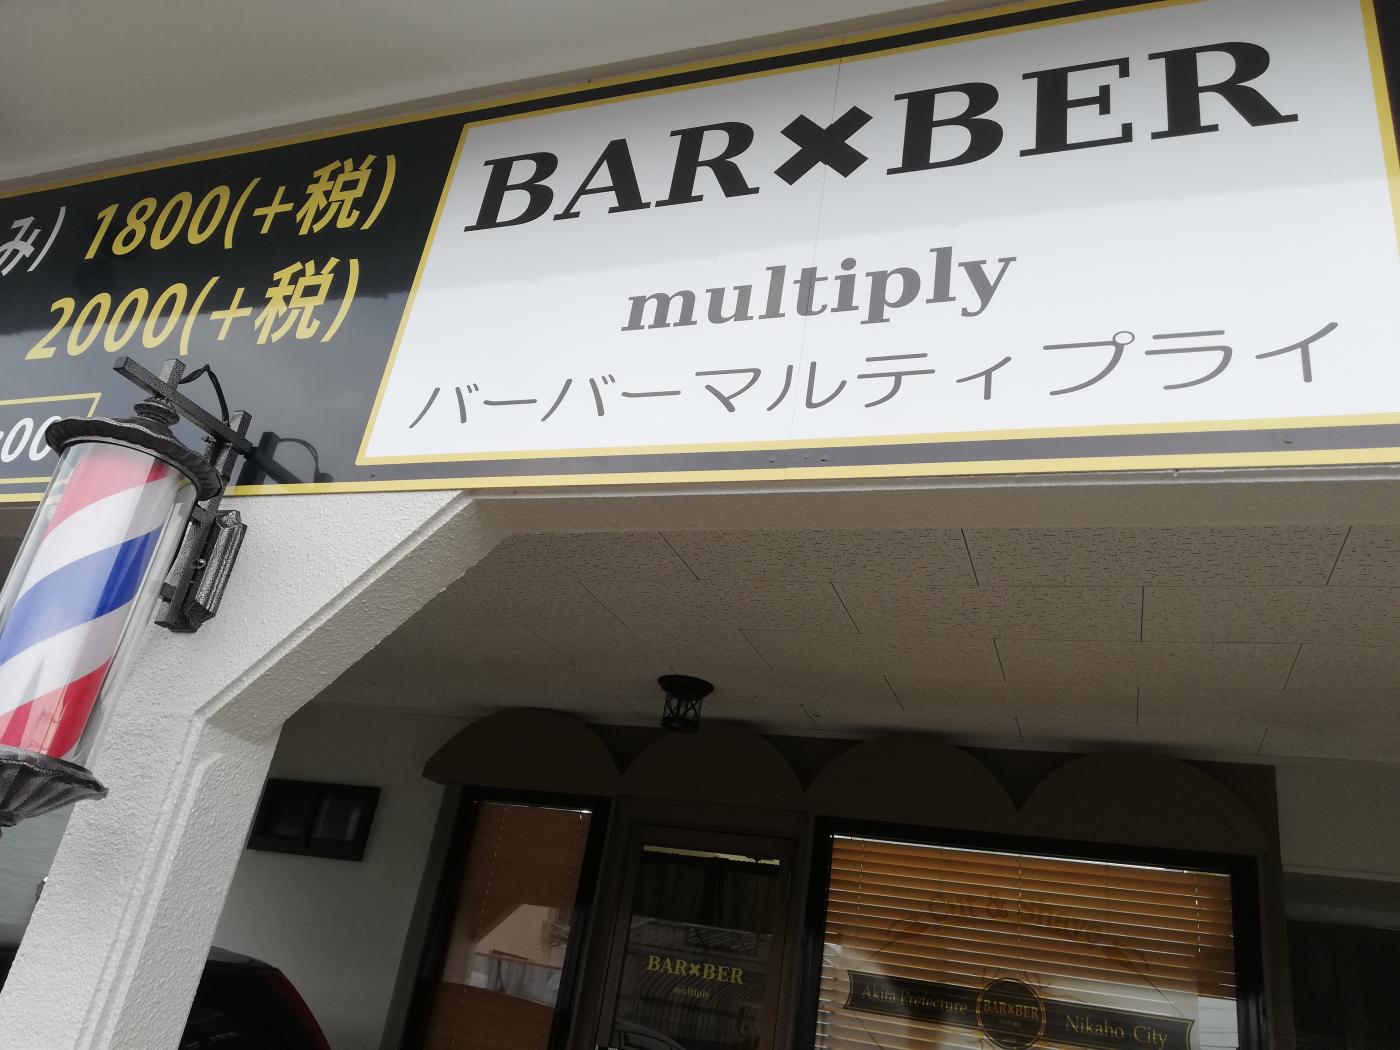 み) 1800(+税)
2000(+税)
00
BAR×BER
multiply
バーバーマルティプライ
BAR×BER
multiply
Cut & Shave
Akita Prefecture
BAR×BER
Nikaho City